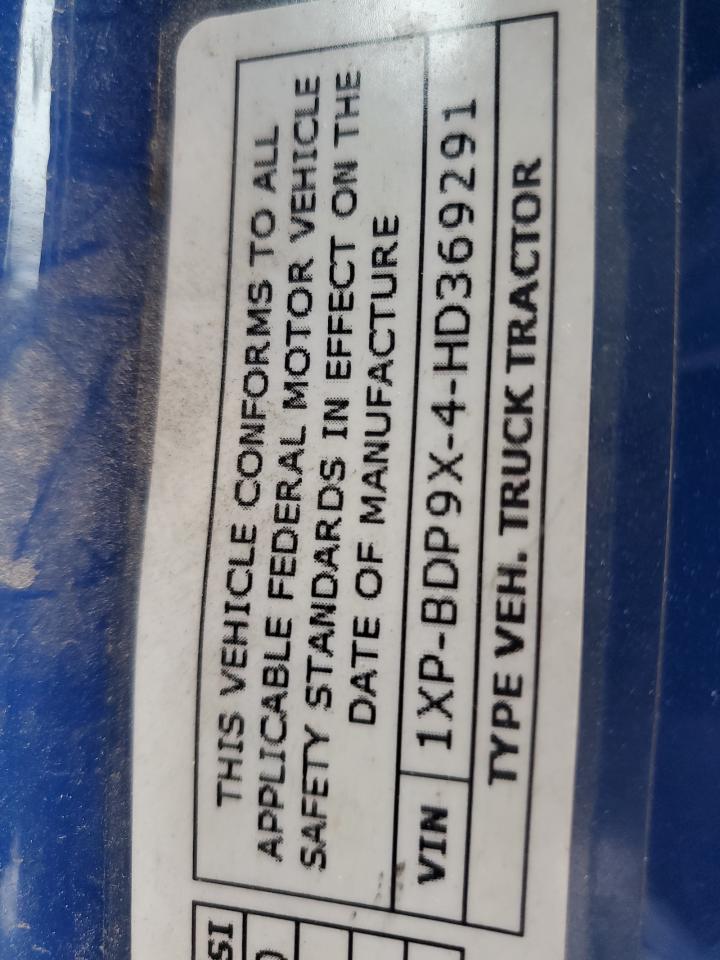 THIS VEHICLE CONFORMS TO ALL
APPLICABLE FEDERAL MOTOR VEHICLE
SAFETY STANDARDS IN EFFECT ON THE
DATE OF MANUFACTURE
VIN 1XP-BDP9X-4-HD369291
TYPE VEH. TRUCK TRACTOR